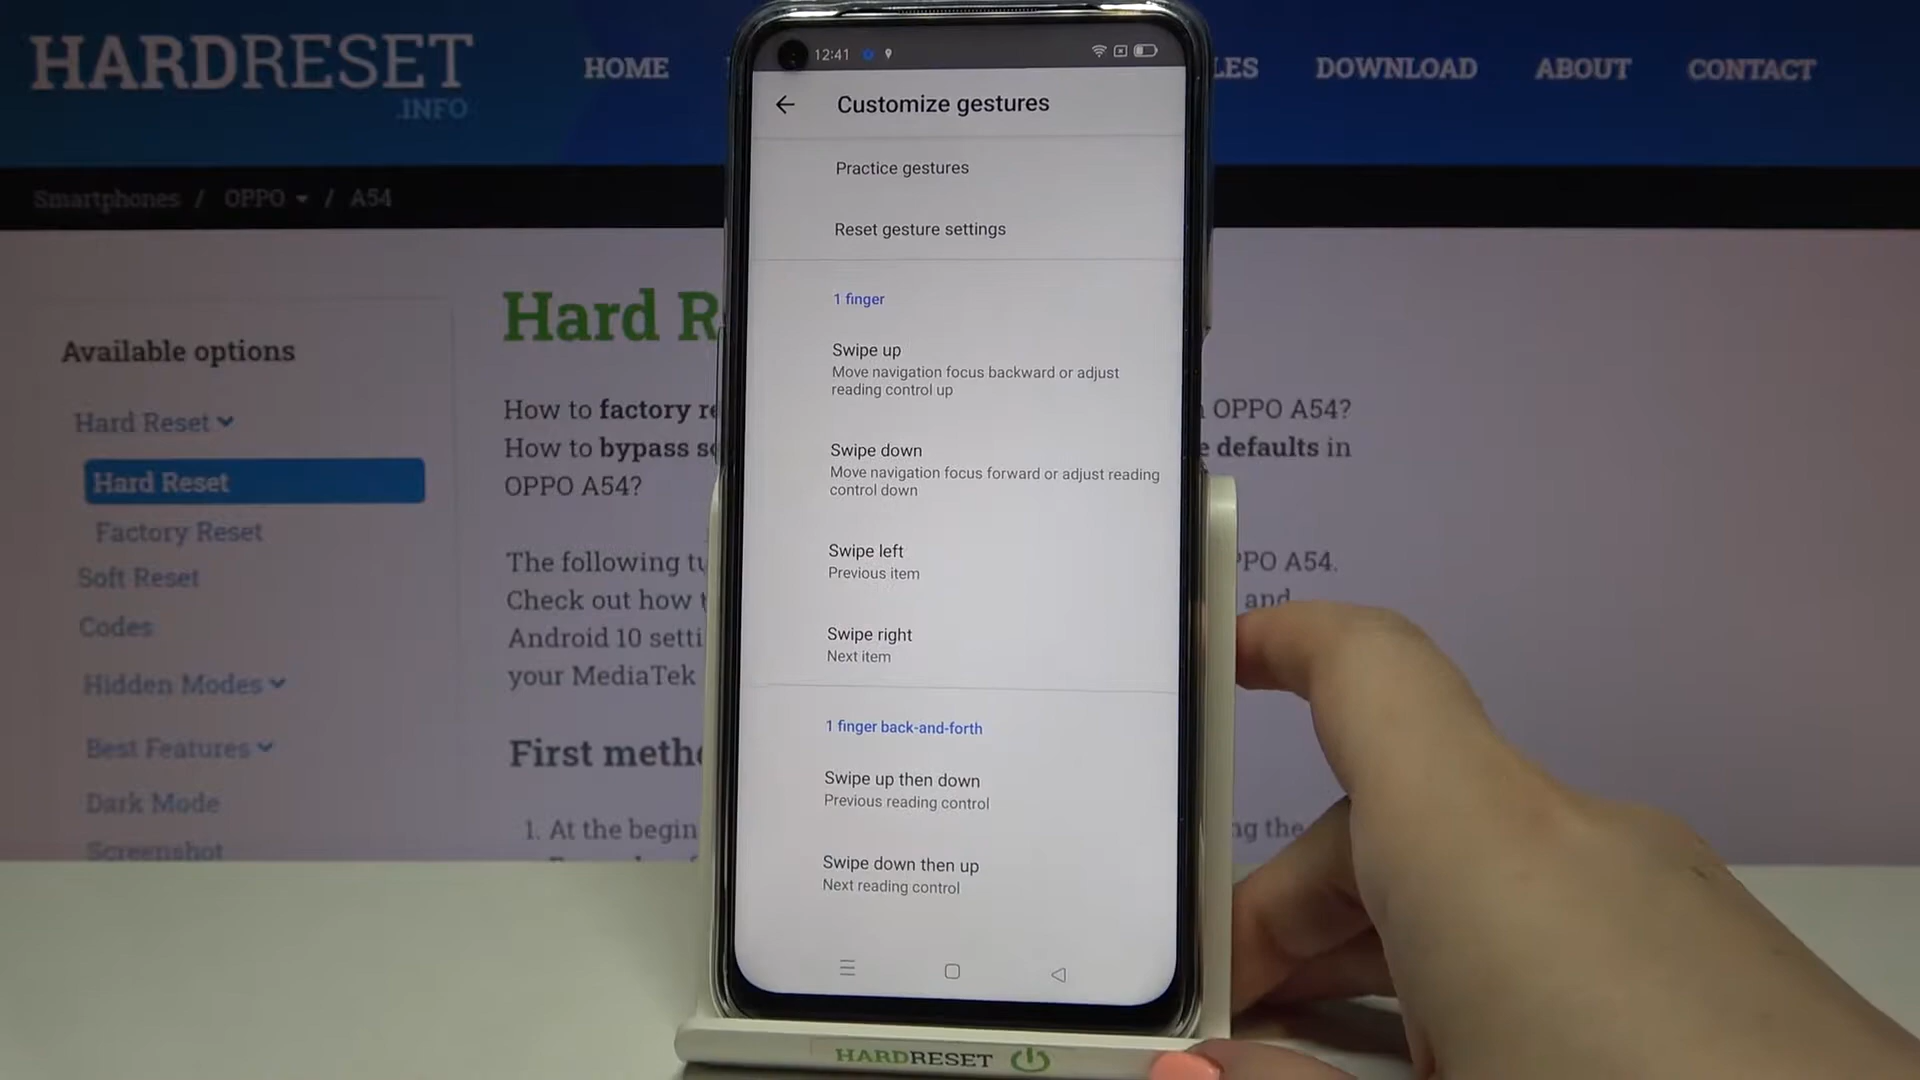 HARDRESET
.INFO
HOME
LES
DOWNLOAD
ABOUT
CONTACT
Smartphones / OPPO / A54
Available options
Hard Reset
Hard Reset
Factory Reset
Soft Reset
Codes
Hidden Modes
Best Features
Dark Mode
Screenshot
Hard R
How to factory re
OPPO A54?
How to bypass s
e defaults in
OPPO A54?
The following tu
PPO A54.
Check out how t
and
Android 10 setti
your MediaTek
First meth
1. At the begin
ng the
12:41
Customize gestures
Practice gestures
Reset gesture settings
1 finger
Swipe up
Move navigation focus backward or adjust
reading control up
Swipe down
Move navigation focus forward or adjust reading
control down
Swipe left
Previous item
Swipe right
Next item
1 finger back-and-forth
Swipe up then down
Previous reading control
Swipe down then up
Next reading control
HARDRESET